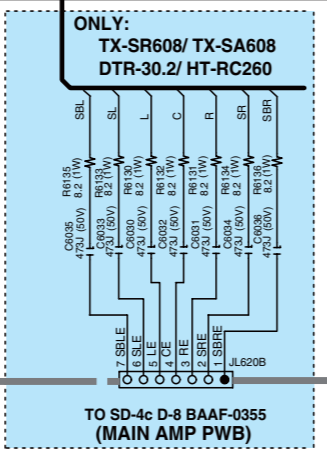 ONLY:
TX-SR608/ TX-SA608
DTR-30.2/ HT-RC260
SBL
SL
L
C
R
SR
SBR
R6135
8.2 (1W)
R6133
8.2 (1W)
R6130
8.2 (1W)
R6132
8.2 (1W)
R6131
8.2 (1W)
R6134
8.2 (1W)
R6136
8.2 (1W)
C6035
473J (50V)
C6033
473J (50V)
C6030
473J (50V)
C6032
473J (50V)
C6031
473J (50V)
C6034
473J (50V)
C6036
473J (50V)
7 SBLE
6 SLE
5 LE
4 CE
3 RE
2 SRE
1 SBRE
JL620B
TO SD-4c D-8 BAAF-0355
(MAIN AMP PWB)